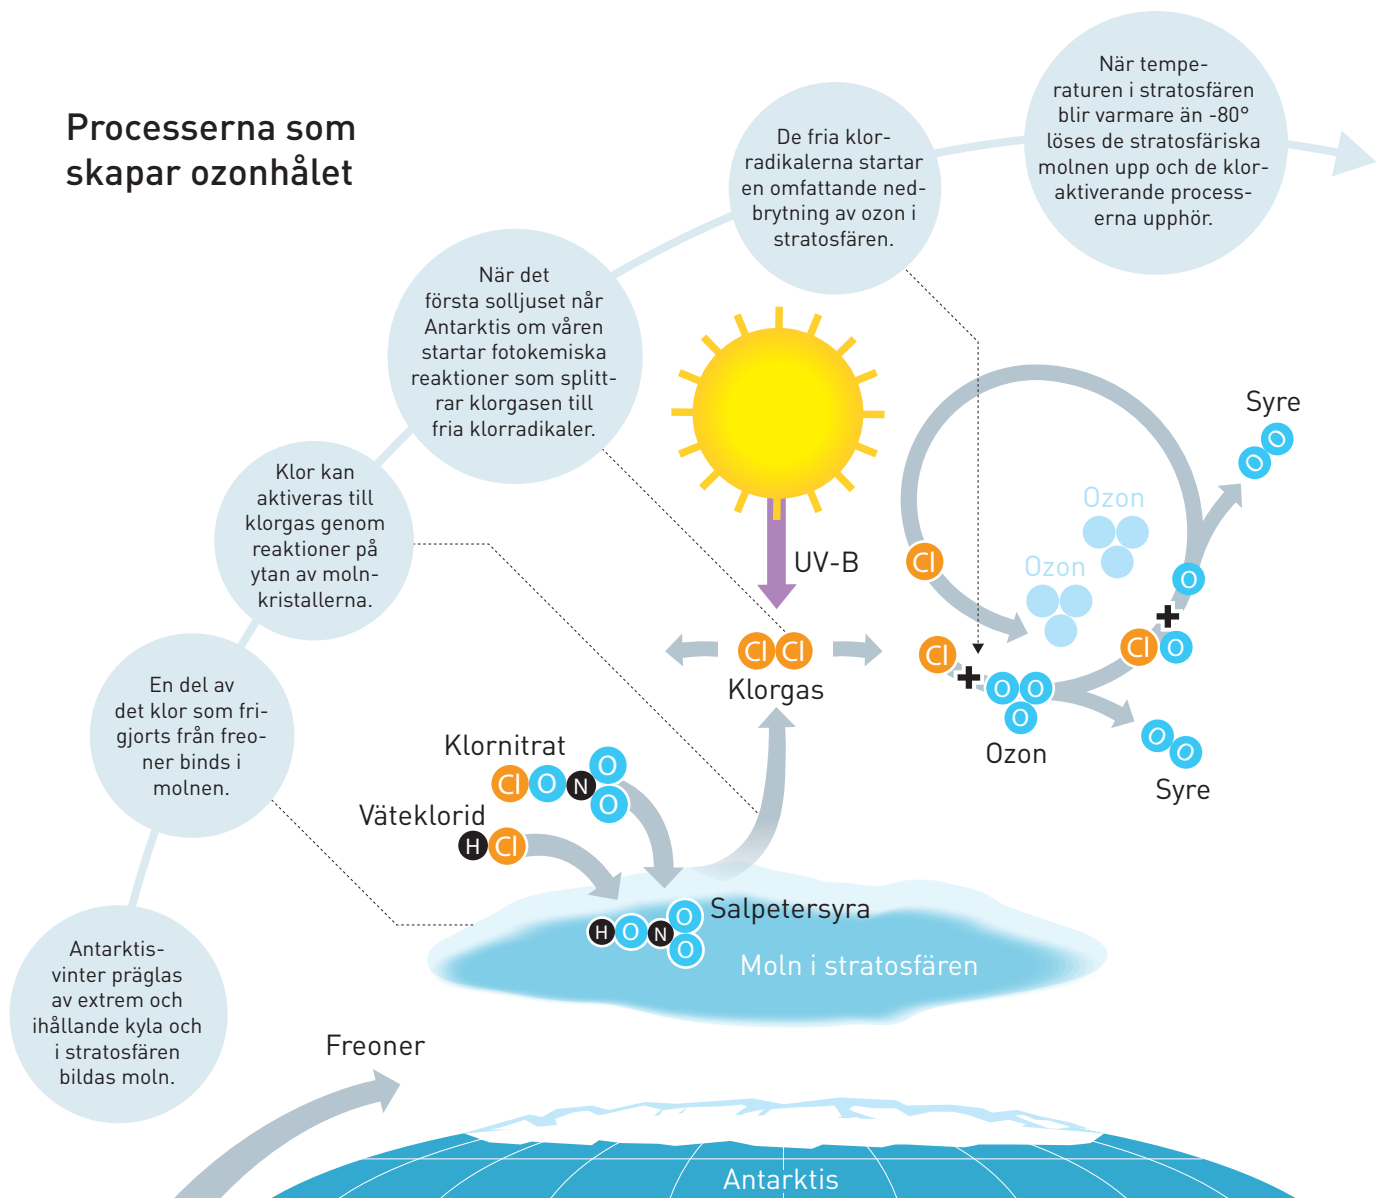 Processerna som
skapar ozonhålet
Antarktis-
vinter präglas
av extrem och
ihållande kyla och
i stratosfären
bildas moln.
En del av
det klor som fri-
gjorts från freo-
ner binds i
molnen.
Klor kan
aktiveras till
klorgas genom
reaktioner på
ytan av moln-
kristallerna.
När det
första solljuset når
Antarktis om våren
startar fotokemiska
reaktioner som splitt-
rar klorgasen till
fria klorradikaler.
De fria klor-
radikalerna startar
en omfattande ned-
brytning av ozon i
stratosfären.
När tempe-
raturen i stratosfären
blir varmare än -80°
löses de stratosfäriska
molnen upp och de klor-
aktiverande process-
erna upphör.
UV-B
Cl Cl
Klorgas
Klornitrat
Cl O N O O
Väteklorid
H Cl
H O N O O
Salpetersyra
Moln i stratosfären
Freoner
Antarktis
Cl
Cl
+
O O O
Ozon
Ozon
Ozon
Cl O
+
O
O O
Syre
O O
Syre